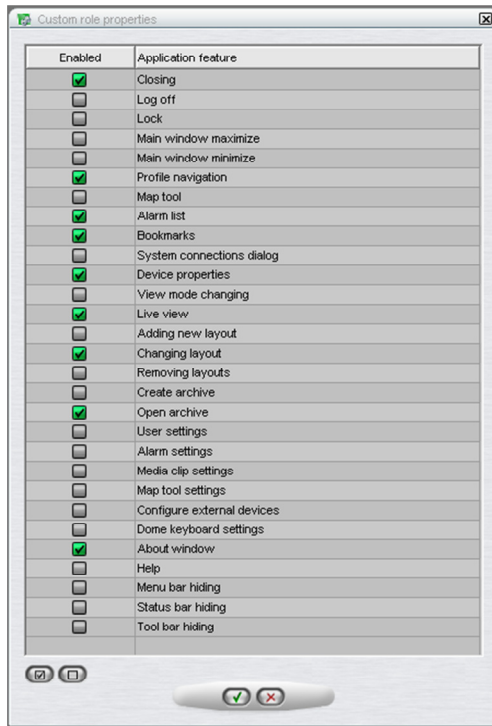 Custom role properties
Enabled Application feature
Closing
Log off
Lock
Main window maximize
Main window minimize
Profile navigation
Map tool
Alarm list
Bookmarks
System connections dialog
Device properties
View mode changing
Live view
Adding new layout
Changing layout
Removing layouts
Create archive
Open archive
User settings
Alarm settings
Media clip settings
Map tool settings
Configure external devices
Dome keyboard settings
About window
Help
Menu bar hiding
Status bar hiding
Tool bar hiding